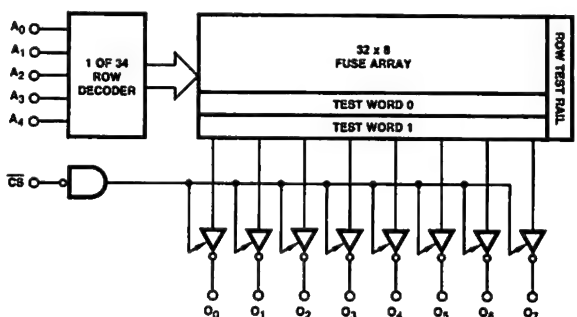 A0
A1
A2
A3
A4
1 OF 34
ROW
DECODER
32 x 8
FUSE ARRAY
TEST WORD 0
TEST WORD 1
ROW TEST RAIL
CS
O0
O1
O2
O3
O4
O5
O6
O7